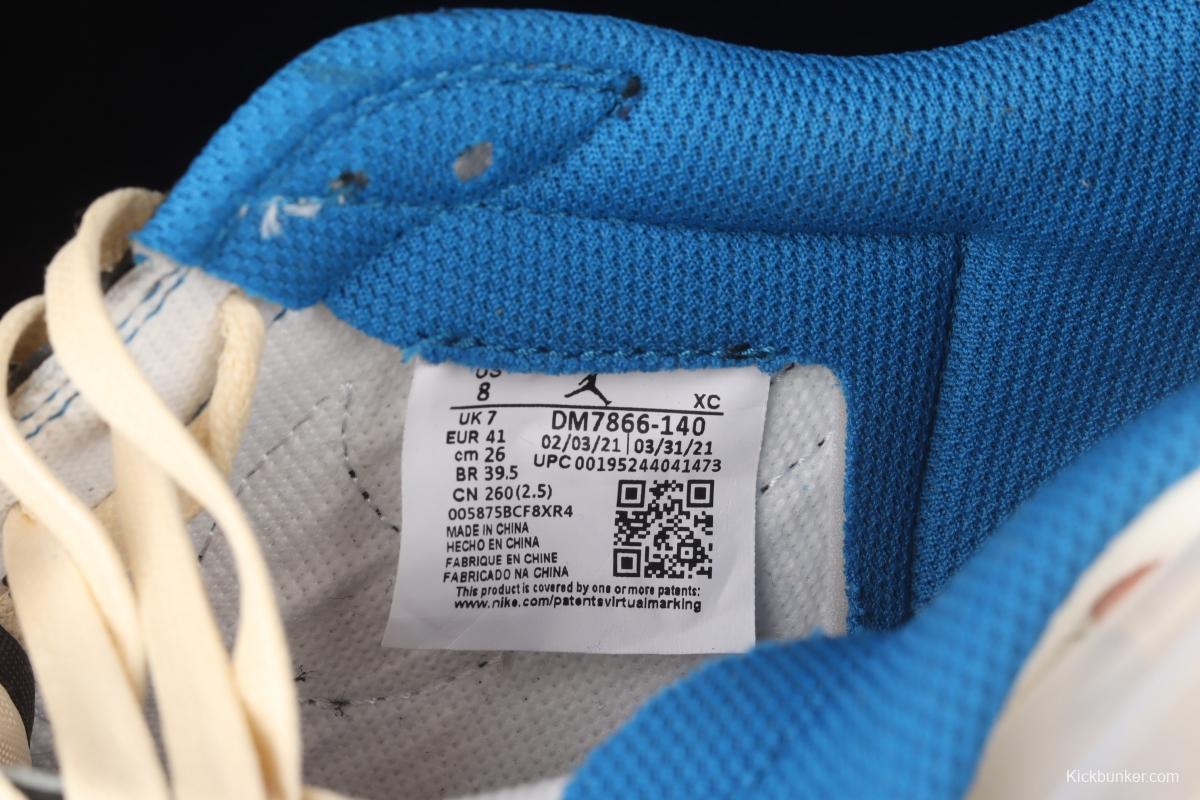 US
8
XC
UK 7
EUR 41
cm 26
BR 39.5
CN 260(2.5)
005875BCF8XR4
DM7866-140
02/03/21 | 03/31/21
UPC 00195244041473
MADE IN CHINA
HECHO EN CHINA
FABRIQUE EN CHINE
FABRICADO NA CHINA
This product is covered by one or more patents:
www.nike.com/patentsvirtualmarking
Kickbunker.com